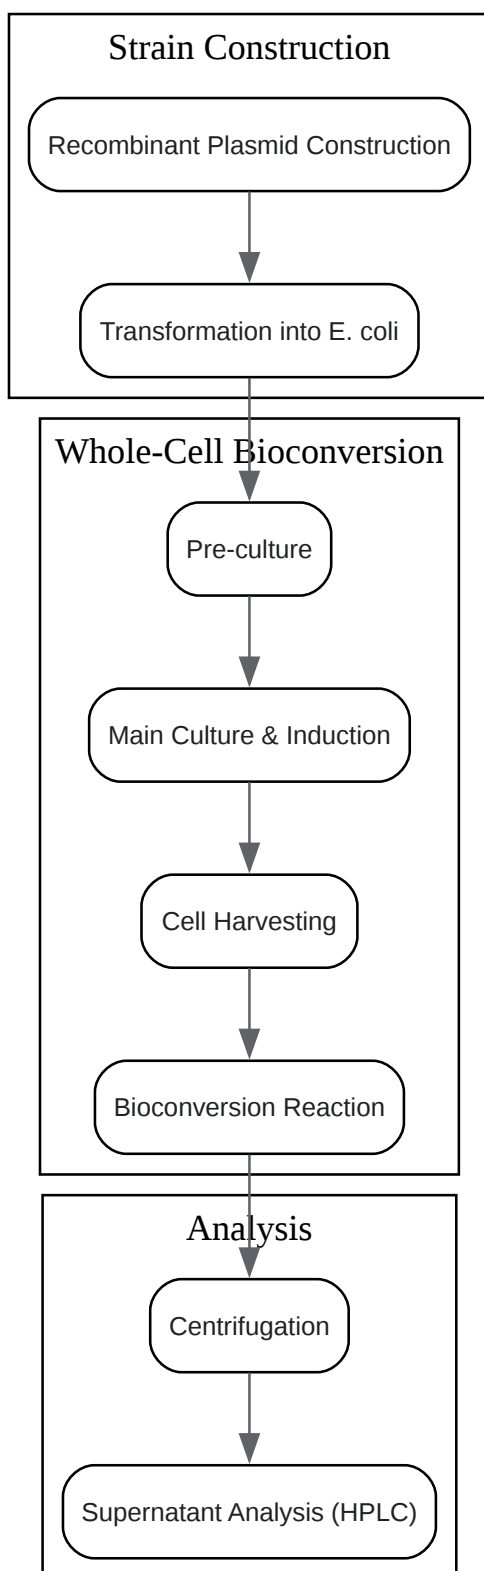 Strain Construction
Recombinant Plasmid Construction
Transformation into E. coli
Whole-Cell Bioconversion
Pre-culture
Main Culture & Induction
Cell Harvesting
Bioconversion Reaction
Analysis
Centrifugation
Supernatant Analysis (HPLC)